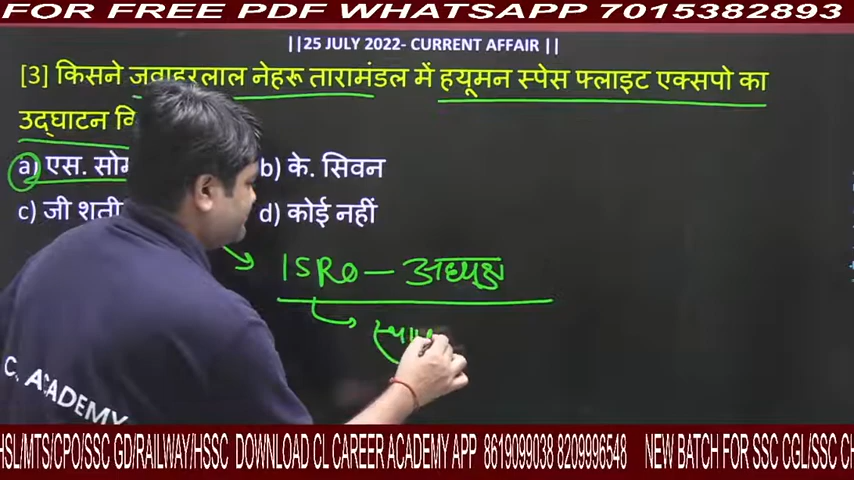 FOR FREE PDF WHATSAPP 7015382893
||25 JULY 2022- CURRENT AFFAIR ||
[3] किसने जवाहरलाल नेहरू तारामंडल में हयूमन स्पेस फ्लाइट एक्सपो का
उद्घाटन
a) एस.
b) के. सिवन
c) जी
d) कोई नहीं
ISRO – अध्यक्ष
C. ACADEMY
HSL/MTS/CPO/SSC GD/RAILWAY/HSSC DOWNLOAD CL CAREER ACADEMY APP 8619099038 8209996548 NEW BATCH FOR SSC CGL/SSC